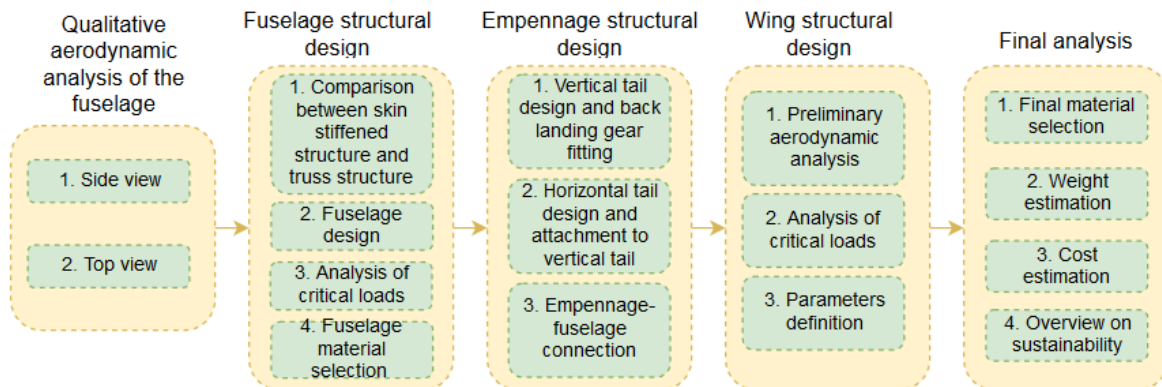 Qualitative
aerodynamic
analysis of the
fuselage
1. Side view
2. Top view
Fuselage structural
design
1. Comparison
between skin
stiffened
structure and
truss structure
2. Fuselage
design
3. Analysis of
critical loads
4. Fuselage
material
selection
Empennage structural
design
1. Vertical tail
design and back
landing gear
fitting
2. Horizontal tail
design and
attachment to
vertical tail
3. Empennage-
fuselage
connection
Wing structural
design
1. Preliminary
aerodynamic
analysis
2. Analysis of
critical loads
3. Parameters
definition
Final analysis
1. Final material
selection
2. Weight
estimation
3. Cost
estimation
4. Overview on
sustainability